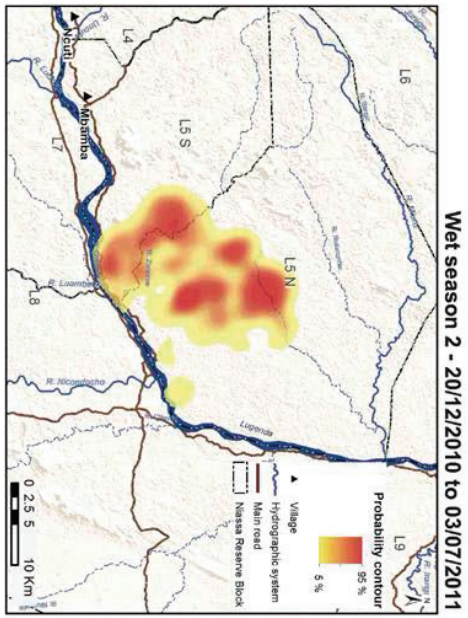 Wet season 2 - 20/12/2010 to 03/07/2011
L6
L4
Ncuti
Mbamba
L7
L5 S
L5 N
L8
R. Luambe
R. Nicondocho
Lugenda
L9
Probability contour
95 %
5 %
Village
Hydrographic system
Main road
Niassa Reserve Block
0 2.5 5 10 Km